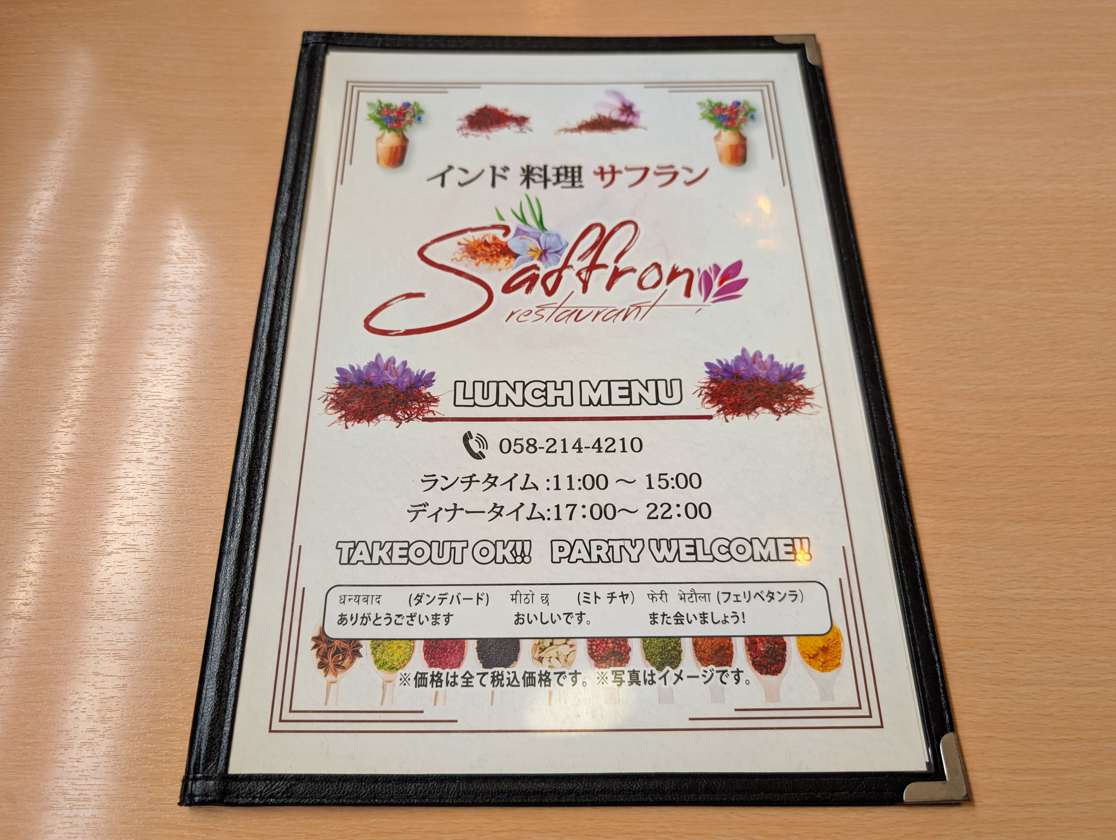 インド 料理 サフラン
Saffron
restaurant
LUNCH MENU
058-214-4210
ランチタイム :11:00 〜 15:00
ディナータイム:17:00〜 22:00
TAKEOUT OK!! PARTY WELCOME!!
धन्यबाद (ダンデバード) मीठो छ (ミト チヤ) फेरी भेटौला (フェリベタンラ)
ありがとうございます おいしいです。 また会いましょう!
※価格は全て税込価格です。※写真はイメージです。